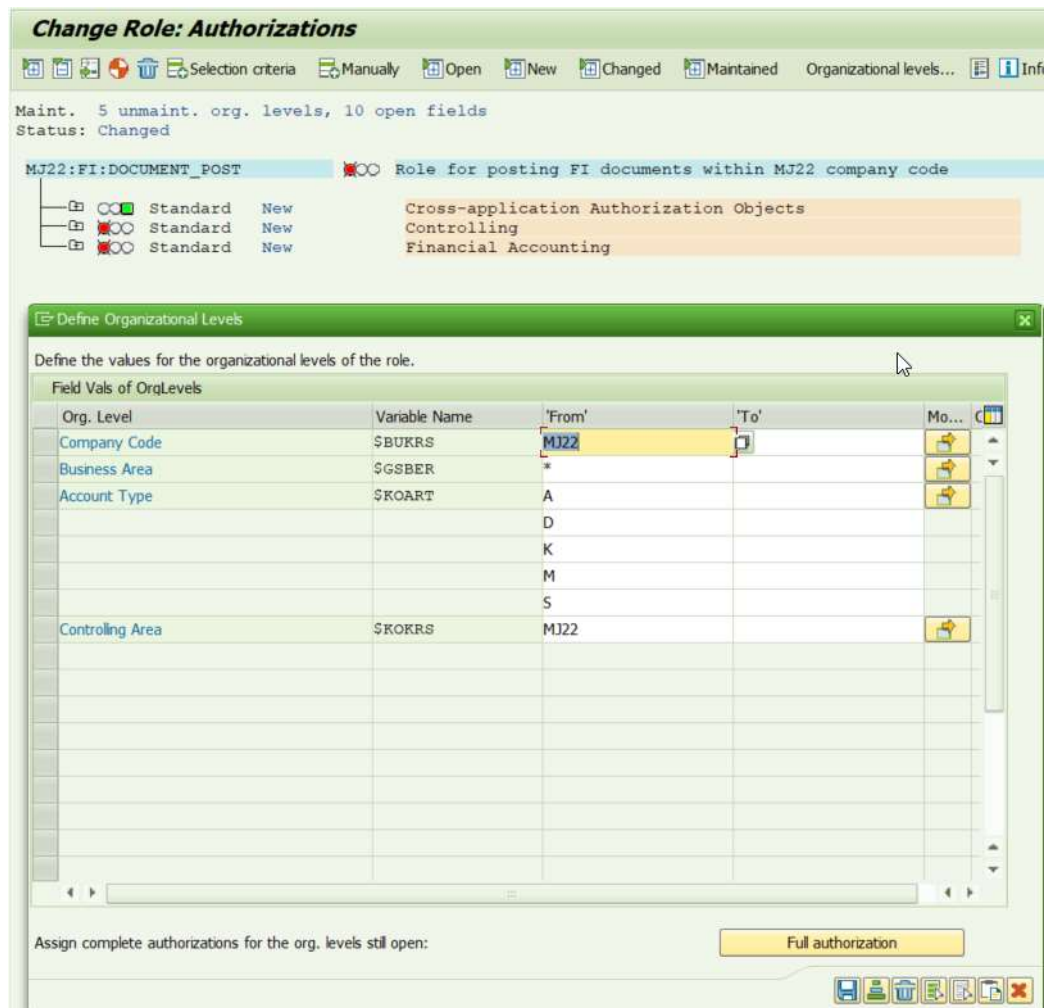 Change Role: Authorizations
Selection criteria Manually Open New Changed Maintained Organizational levels... Info
Maint. 5 unmaint. org. levels, 10 open fields
Status: Changed
MJ22:FI:DOCUMENT_POST Role for posting FI documents within MJ22 company code
Standard New Cross-application Authorization Objects
Standard New Controlling
Standard New Financial Accounting
Define Organizational Levels
Define the values for the organizational levels of the role.
Field Vals of OrgLevels
Org. Level Variable Name 'From' 'To' Mo... C
Company Code $BUKRS MJ22
Business Area $GSBER *
Account Type $KOART A
D
K
M
S
Controling Area $KOKRS MJ22
Assign complete authorizations for the org. levels still open: Full authorization